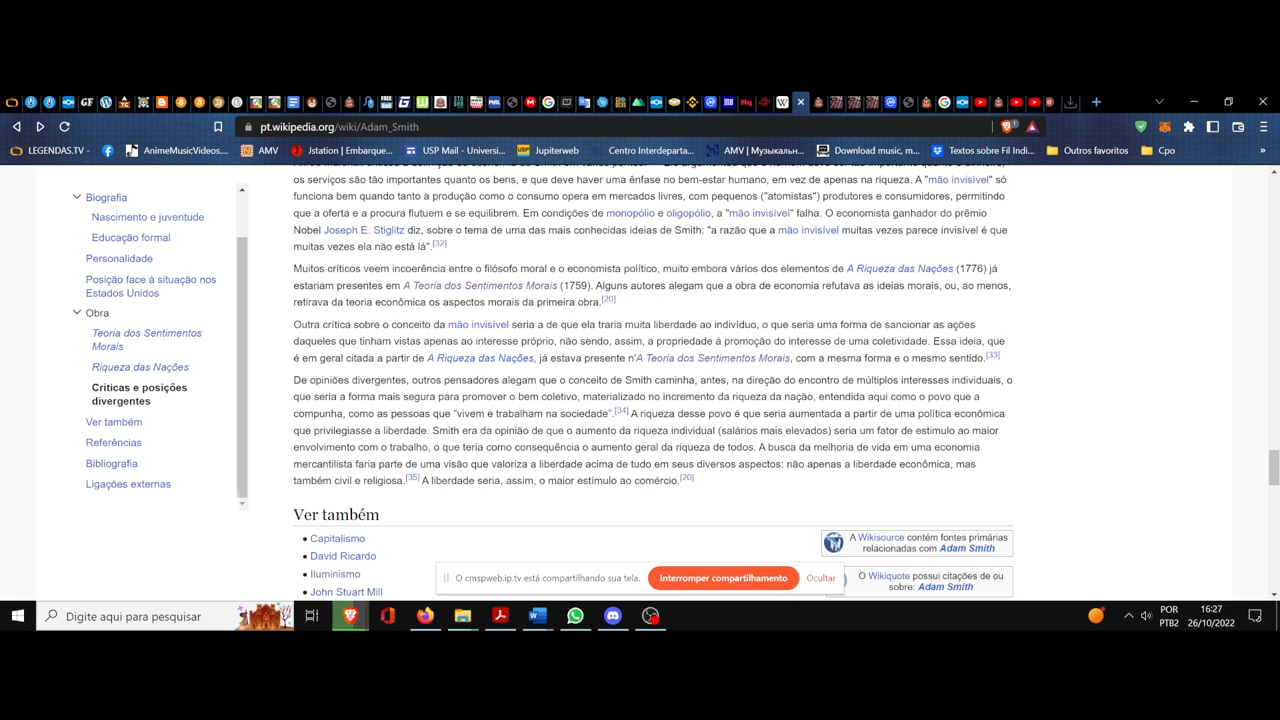 pt.wikipedia.org/wiki/Adam_Smith
LEGENDAS.TV -
AnimeMusicVideos...
AMV
Jstation | Embarque...
USP Mail - Universi...
Jupiterweb
Centro Interdeparta...
AMV | Музыкальн...
Download music, m...
Textos sobre Fil Indi...
Outros favoritos
Cpo
Biografia
Nascimento e juventude
Educação formal
Personalidade
Posição face à situação nos
Estados Unidos
Obra
Teoria dos Sentimentos
Morais
Riqueza das Nações
Críticas e posições
divergentes
Ver também
Referências
Bibliografia
Ligações externas
os serviços são tão importantes quanto os bens, e que deve haver uma ênfase no bem-estar humano, em vez de apenas na riqueza. A "mão invisível" só
funciona bem quando tanto a produção como o consumo opera em mercados livres, com pequenos ("atomistas") produtores e consumidores, permitindo
que a oferta e a procura flutuem e se equilibrem. Em condições de monopólio e oligopólio, a "mão invisível" falha. O economista ganhador do prêmio
Nobel Joseph E. Stiglitz diz, sobre o tema de uma das mais conhecidas ideias de Smith: "a razão que a mão invisível muitas vezes parece invisível é que
muitas vezes ela não está lá".[32]
Muitos críticos veem incoerência entre o filósofo moral e o economista político, muito embora vários dos elementos de A Riqueza das Nações (1776) já
estariam presentes em A Teoria dos Sentimentos Morais (1759). Alguns autores alegam que a obra de economia refutava as ideias morais, ou, ao menos,
retirava da teoria econômica os aspectos morais da primeira obra.[20]
Outra crítica sobre o conceito da mão invisível seria a de que ela traria muita liberdade ao indivíduo, o que seria uma forma de sancionar as ações
daqueles que tinham vistas apenas ao interesse próprio, não sendo, assim, a propriedade à promoção do interesse de uma coletividade. Essa ideia, que
é em geral citada a partir de A Riqueza das Nações, já estava presente n'A Teoria dos Sentimentos Morais, com a mesma forma e o mesmo sentido.[33]
De opiniões divergentes, outros pensadores alegam que o conceito de Smith caminha, antes, na direção do encontro de múltiplos interesses individuais, o
que seria a forma mais segura para promover o bem coletivo, materializado no incremento da riqueza da nação, entendida aqui como o povo que a
compunha, como as pessoas que “vivem e trabalham na sociedade”.[34] A riqueza desse povo é que seria aumentada a partir de uma política econômica
que privilegiasse a liberdade. Smith era da opinião de que o aumento da riqueza individual (salários mais elevados) seria um fator de estimulo ao maior
envolvimento com o trabalho, o que teria como consequência o aumento geral da riqueza de todos. A busca da melhoria de vida em uma economia
mercantilista faria parte de uma visão que valoriza a liberdade acima de tudo em seus diversos aspectos: não apenas a liberdade econômica, mas
também civil e religiosa.[35] A liberdade seria, assim, o maior estímulo ao comércio.[20]
Ver também
• Capitalismo
• David Ricardo
• Iluminismo
• John Stuart Mill
A Wikisource contém fontes primárias
relacionadas com Adam Smith
O Wikiquote possui citações de ou
sobre: Adam Smith
O cmspweb.ip.tv está compartilhando sua tela.
Interromper compartilhamento
Ocultar
Digite aqui para pesquisar
POR
PTB2
16:27
26/10/2022